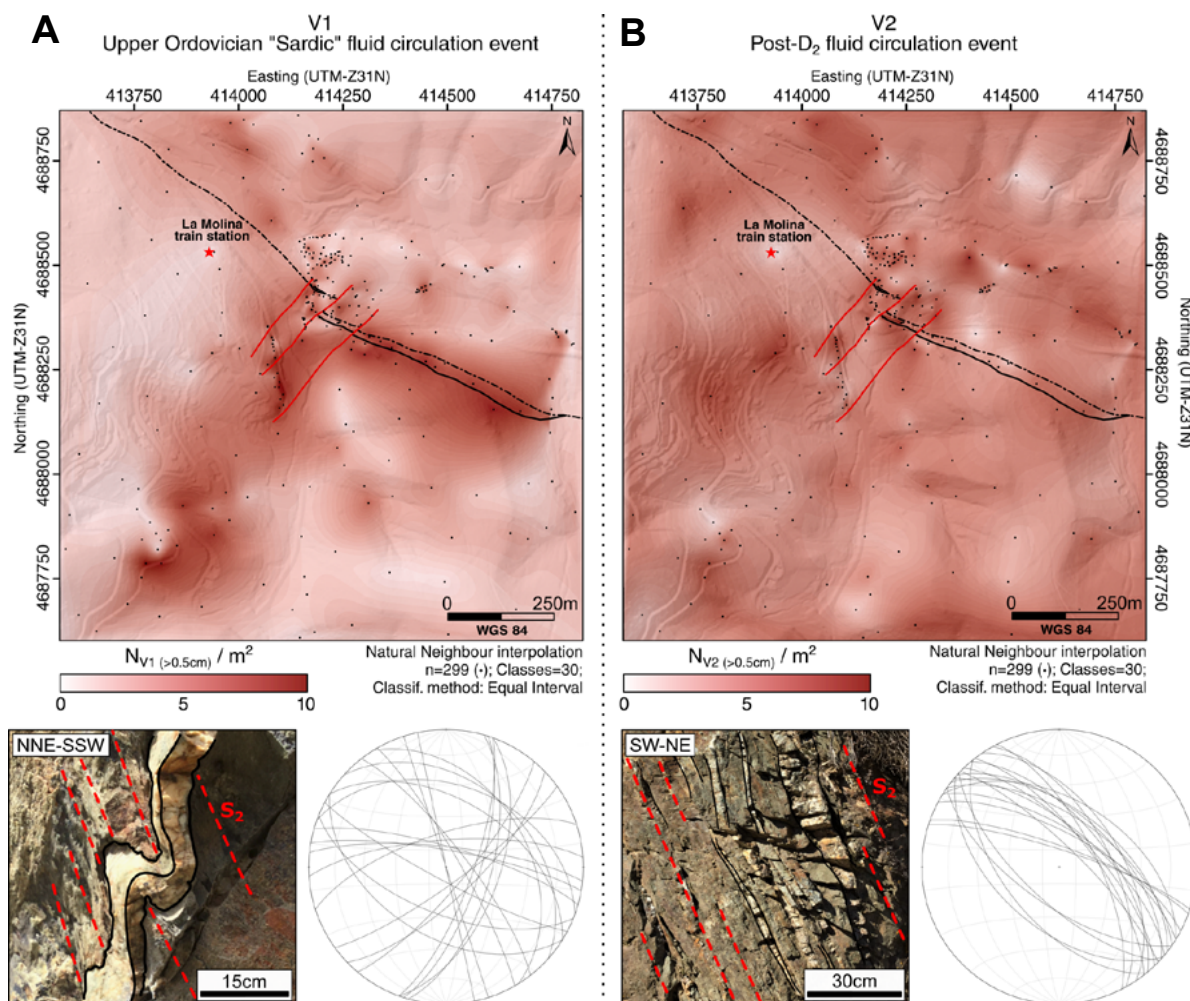 A
V1
Upper Ordovician "Sardic" fluid circulation event
Easting (UTM-Z31N)
413750 414000 414250 414500 414750
Northing (UTM-Z31N)
4688750
4688500
4688250
4688000
4687750
N
La Molina
train station
0 250m
WGS 84
N_V1 (>0.5cm) / m²
0 5 10
Natural Neighbour interpolation
n=299 (·); Classes=30;
Classif. method: Equal Interval
NNE-SSW
S₂
15cm
B
V2
Post-D₂ fluid circulation event
Easting (UTM-Z31N)
413750 414000 414250 414500 414750
N
La Molina
train station
4688750
4688500
4688250
4688000
4687750
Northing (UTM-Z31N)
0 250m
WGS 84
N_V2 (>0.5cm) / m²
0 5 10
Natural Neighbour interpolation
n=299 (·); Classes=30;
Classif. method: Equal Interval
SW-NE
S₂
30cm